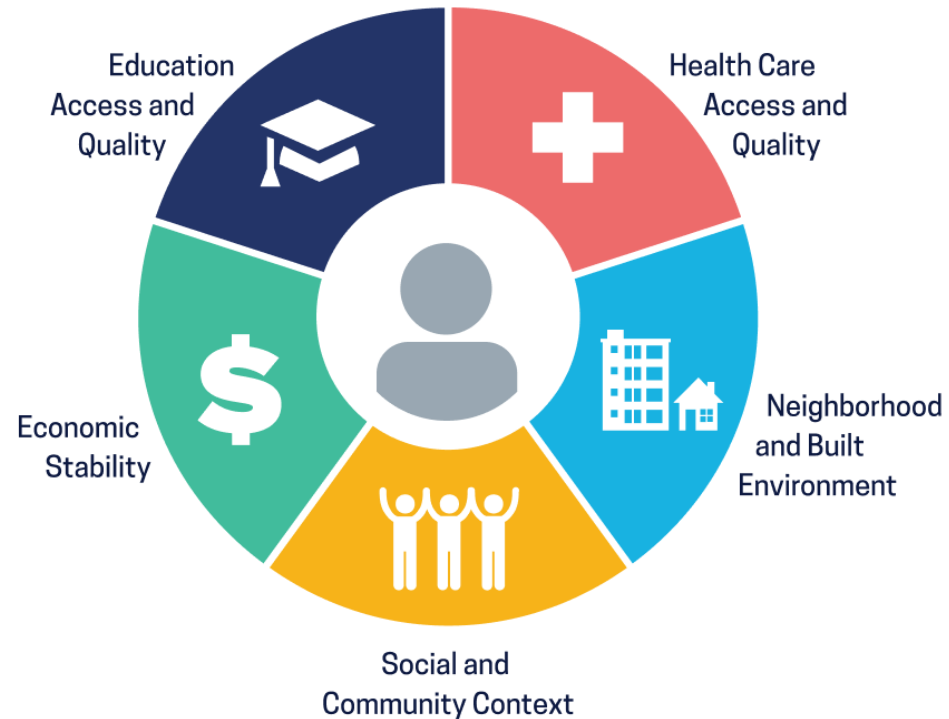 Education
Access and
Quality
Health Care
Access and
Quality
Economic
Stability
Neighborhood
and Built
Environment
Social and
Community Context